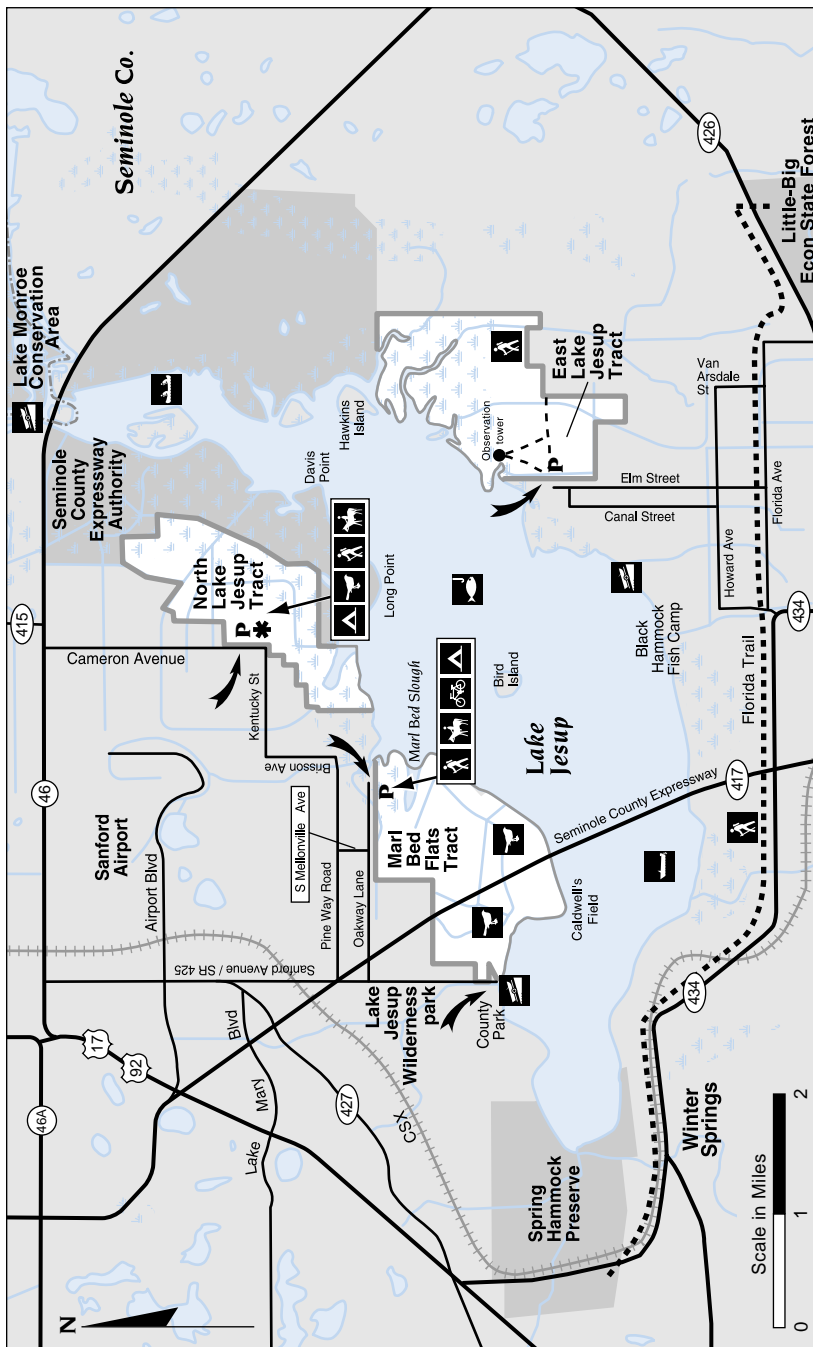 N
46A
17
92
46
415
Seminole Co.
Lake Monroe
Conservation
Area
Seminole
County
Expressway
Authority
Sanford
Airport
Airport Blvd
Cameron Avenue
Kentucky St
Brisson Ave
S Mellonville Ave
Pine Way Road
Oakway Lane
Sanford Avenue / SR 425
Lake Mary Blvd
427
CSX
North
Lake
Jesup
Tract
P
*
Davis
Point
Hawkins
Island
Long Point
Marl Bed Slough
P
Marl
Bed
Flats
Tract
Lake
Jesup
Wilderness
park
County
Park
Caldwell's
Field
Lake
Jesup
Bird
Island
Seminole County Expressway
417
Observation
tower
P
East
Lake
Jesup
Tract
Elm Street
Canal Street
Black
Hammock
Fish Camp
Howard Ave
Van
Arsdale
St
Florida Ave
Florida Trail
426
Little-Big
Econ State Forest
434
434
Spring
Hammock
Preserve
Winter
Springs
Scale in Miles
0
1
2